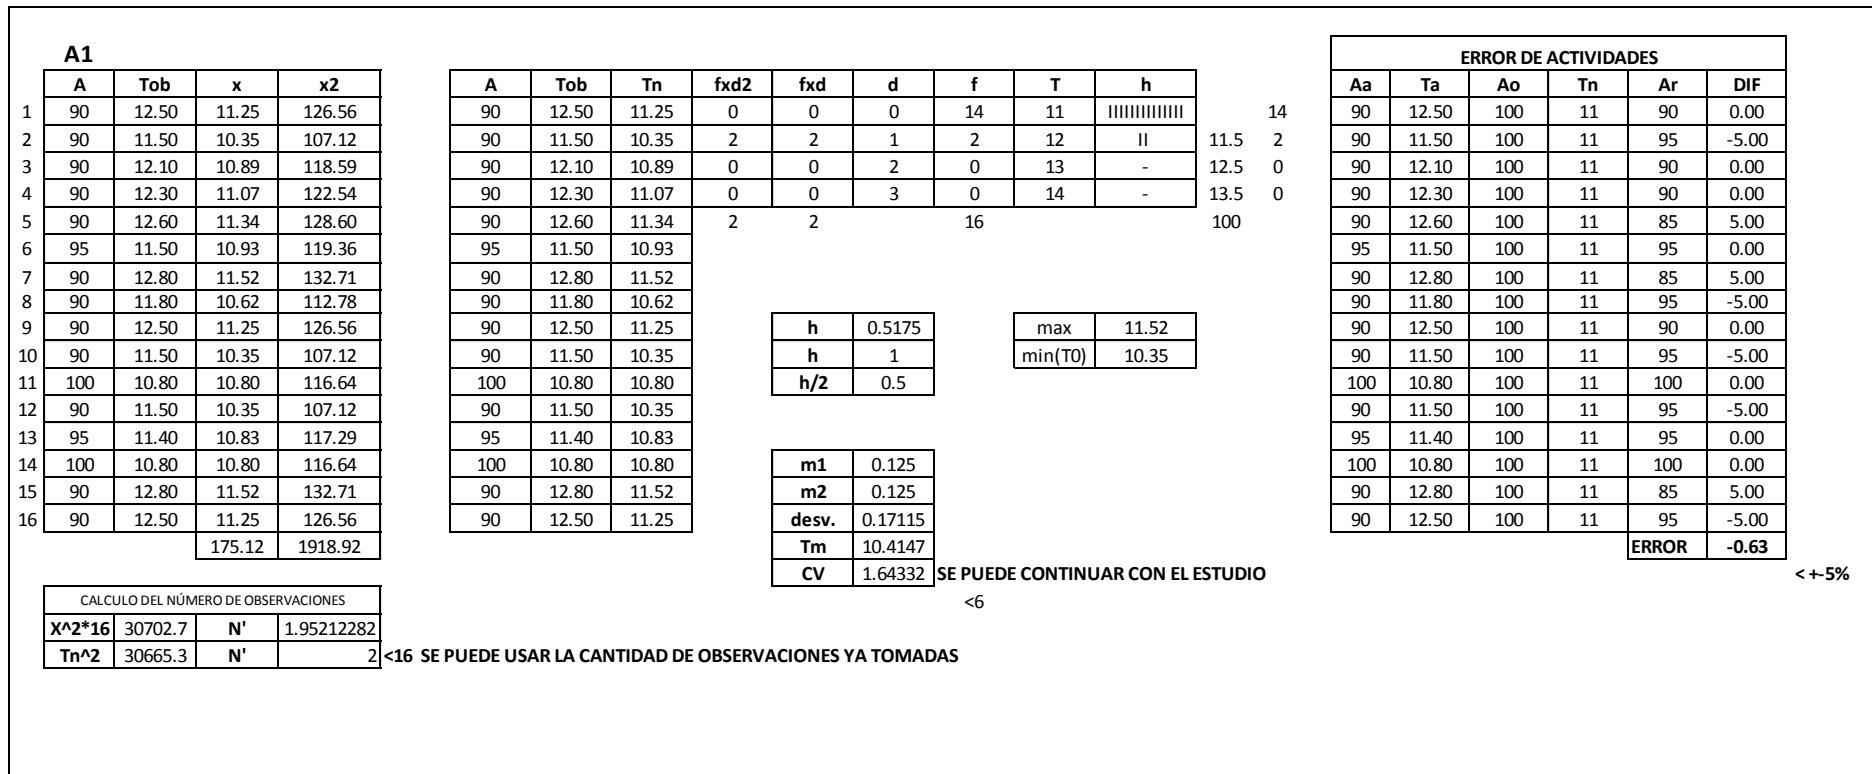 A1 ERROR DE ACTIVIDADES
A Tob x x2 A Tob Tn fxd2 fxd d f T h Aa Ta Ao Tn Ar DIF
1 90 12.50 11.25 126.56 90 12.50 11.25 0 0 0 14 11 IIIIIIIIIIIIII 14 90 12.50 100 11 90 0.00
2 90 11.50 10.35 107.12 90 11.50 10.35 2 2 1 2 12 II 11.5 2 90 11.50 100 11 95 -5.00
3 90 12.10 10.89 118.59 90 12.10 10.89 0 0 2 0 13 - 12.5 0 90 12.10 100 11 90 0.00
4 90 12.30 11.07 122.54 90 12.30 11.07 0 0 3 0 14 - 13.5 0 90 12.30 100 11 90 0.00
5 90 12.60 11.34 128.60 90 12.60 11.34 2 2 16 100 90 12.60 100 11 85 5.00
6 95 11.50 10.93 119.36 95 11.50 10.93 95 11.50 100 11 95 0.00
7 90 12.80 11.52 132.71 90 12.80 11.52 90 12.80 100 11 85 5.00
8 90 11.80 10.62 112.78 90 11.80 10.62 90 11.80 100 11 95 -5.00
9 90 12.50 11.25 126.56 90 12.50 11.25 h 0.5175 max 11.52 90 12.50 100 11 90 0.00
10 90 11.50 10.35 107.12 90 11.50 10.35 h 1 min(T0) 10.35 90 11.50 100 11 95 -5.00
11 100 10.80 10.80 116.64 100 10.80 10.80 h/2 0.5 100 10.80 100 11 100 0.00
12 90 11.50 10.35 107.12 90 11.50 10.35 90 11.50 100 11 95 -5.00
13 95 11.40 10.83 117.29 95 11.40 10.83 95 11.40 100 11 95 0.00
14 100 10.80 10.80 116.64 100 10.80 10.80 m1 0.125 100 10.80 100 11 100 0.00
15 90 12.80 11.52 132.71 90 12.80 11.52 m2 0.125 90 12.80 100 11 85 5.00
16 90 12.50 11.25 126.56 90 12.50 11.25 desv. 0.17115 90 12.50 100 11 95 -5.00
175.12 1918.92 Tm 10.4147 ERROR -0.63
CV 1.64332 SE PUEDE CONTINUAR CON EL ESTUDIO < +-5%
CALCULO DEL NÚMERO DE OBSERVACIONES <6
X^2*16 30702.7 N' 1.95212282
Tn^2 30665.3 N' 2 <16 SE PUEDE USAR LA CANTIDAD DE OBSERVACIONES YA TOMADAS